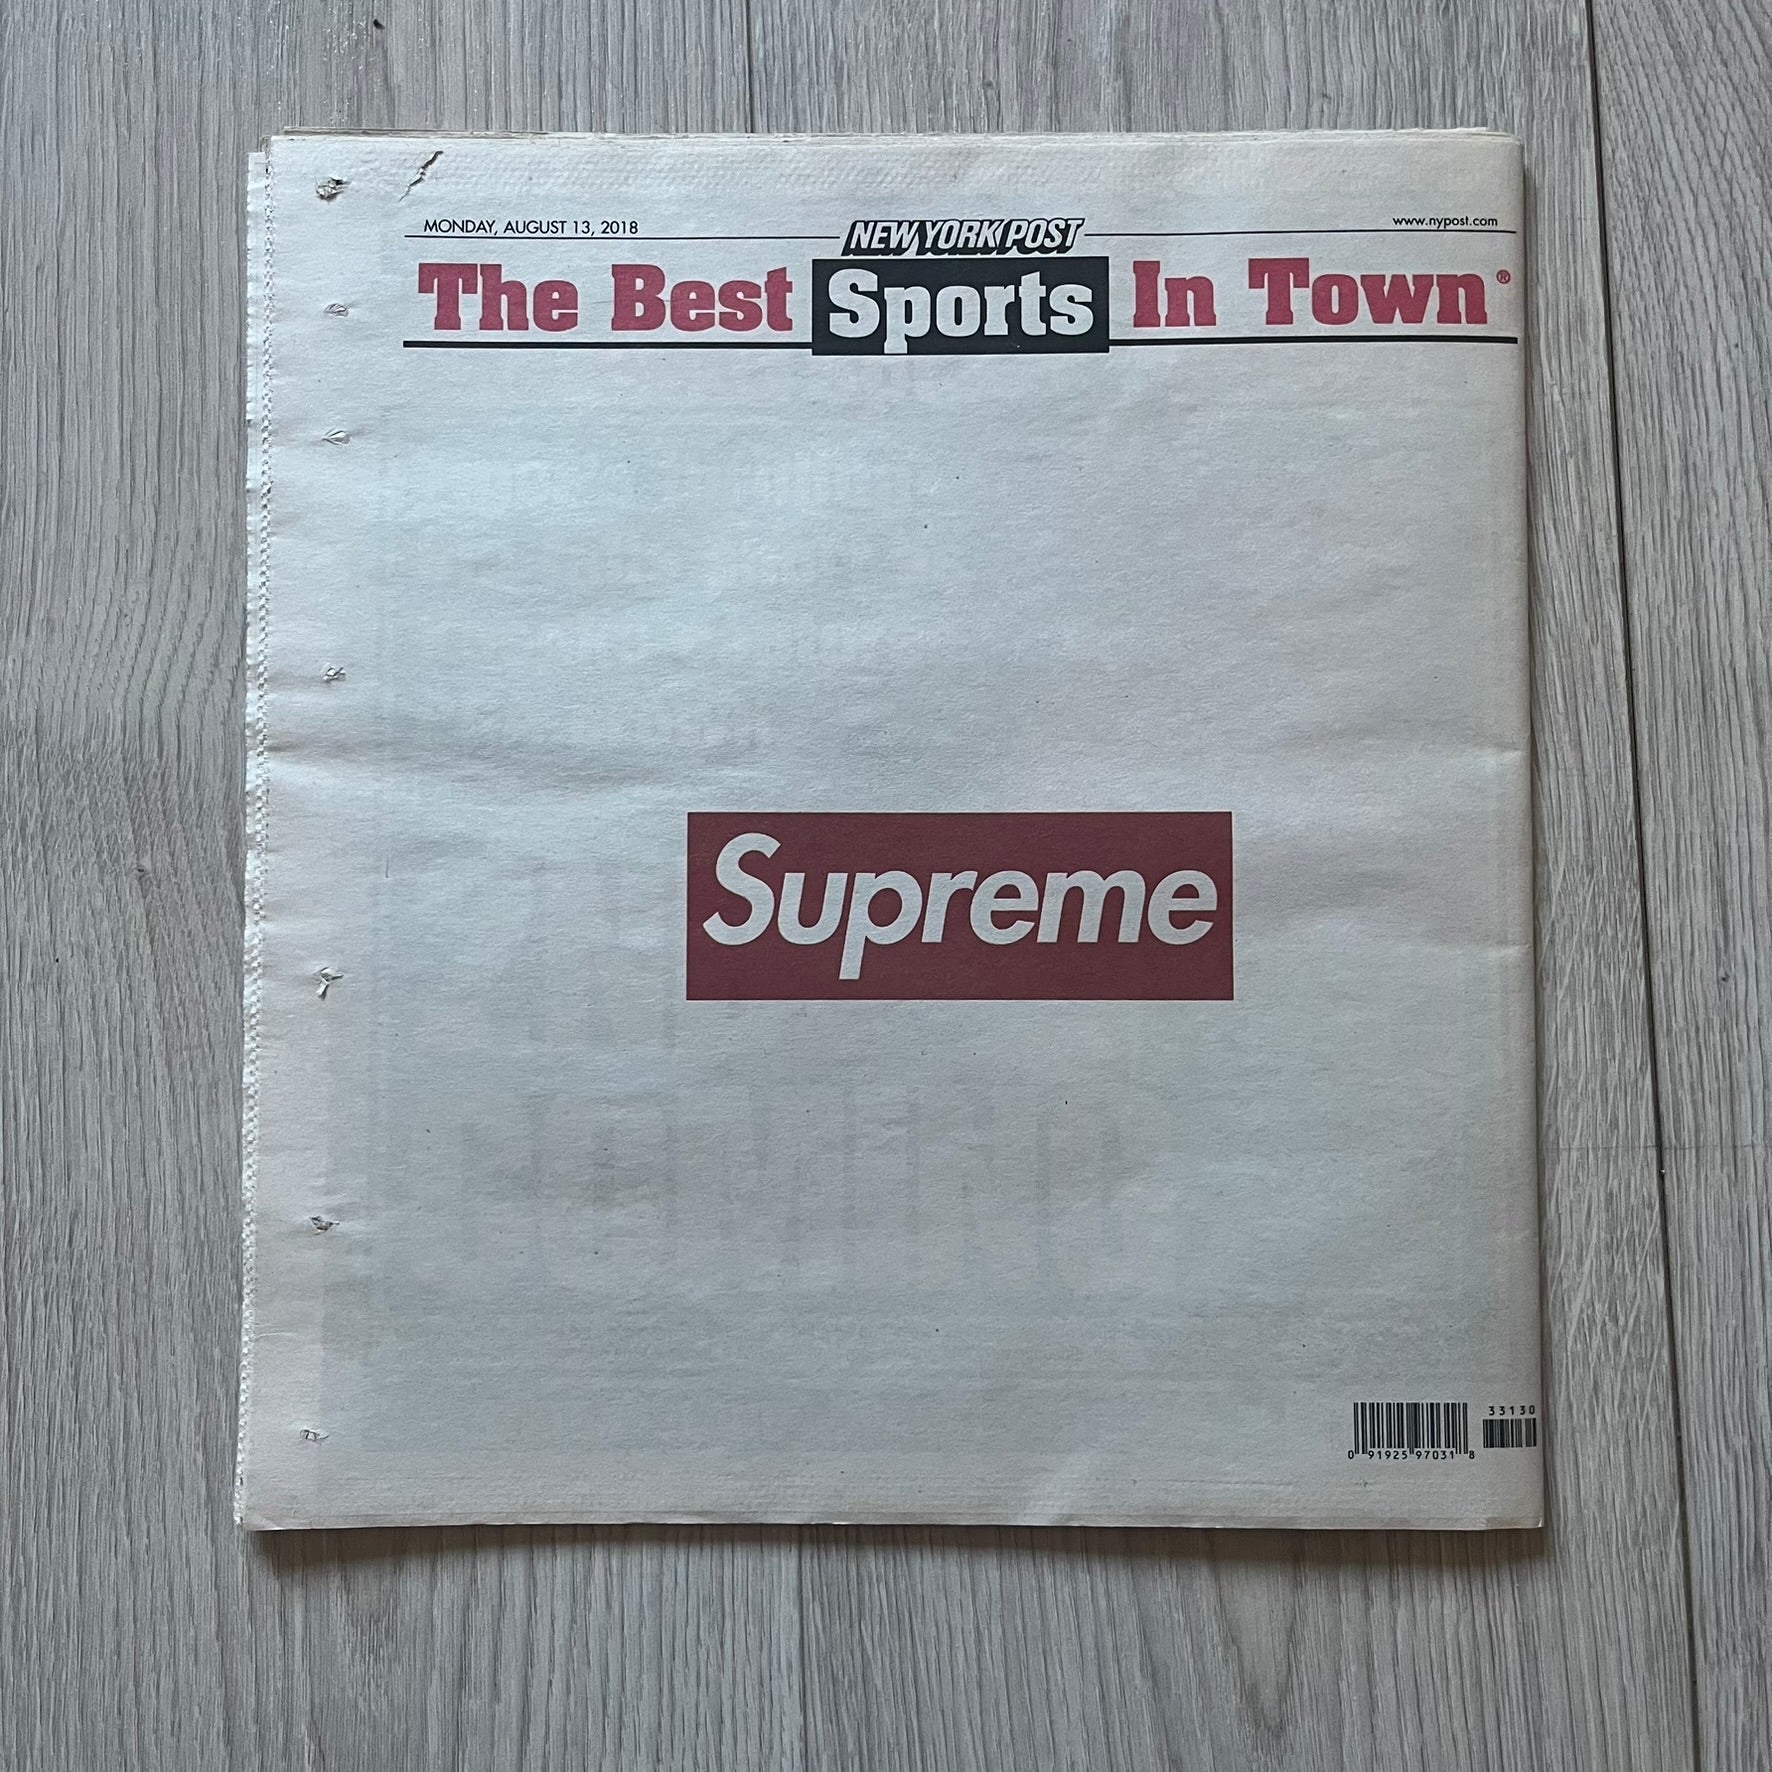 MONDAY, AUGUST 13, 2018
NEW YORK POST
www.nypost.com
The Best Sports In Town®
Supreme
33130
0 91925 97031 8